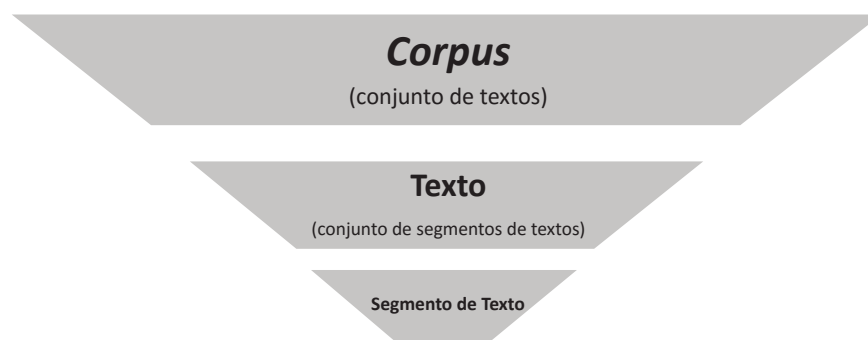 Corpus
(conjunto de textos)
Texto
(conjunto de segmentos de textos)
Segmento de Texto